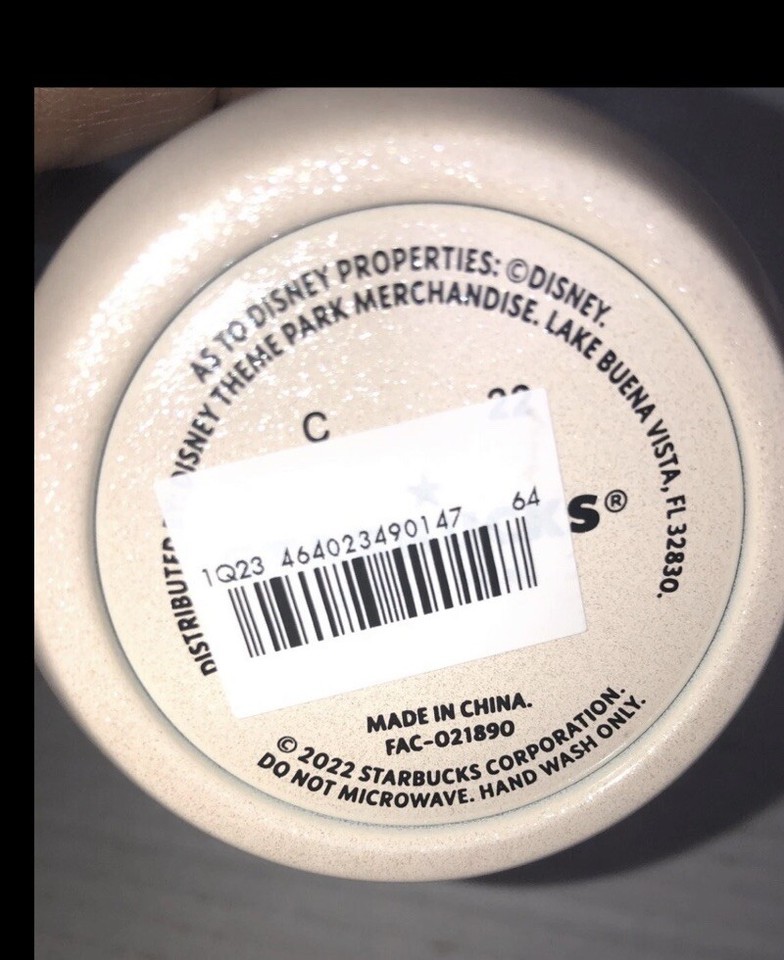 AS TO DISNEY PROPERTIES: ©DISNEY.
DISTRIBUTED DISNEY THEME PARK MERCHANDISE. LAKE BUENA VISTA, FL 32830.
C 22
1Q23 464023490147 64
MADE IN CHINA.
FAC-021890
© 2022 STARBUCKS CORPORATION.
DO NOT MICROWAVE. HAND WASH ONLY.